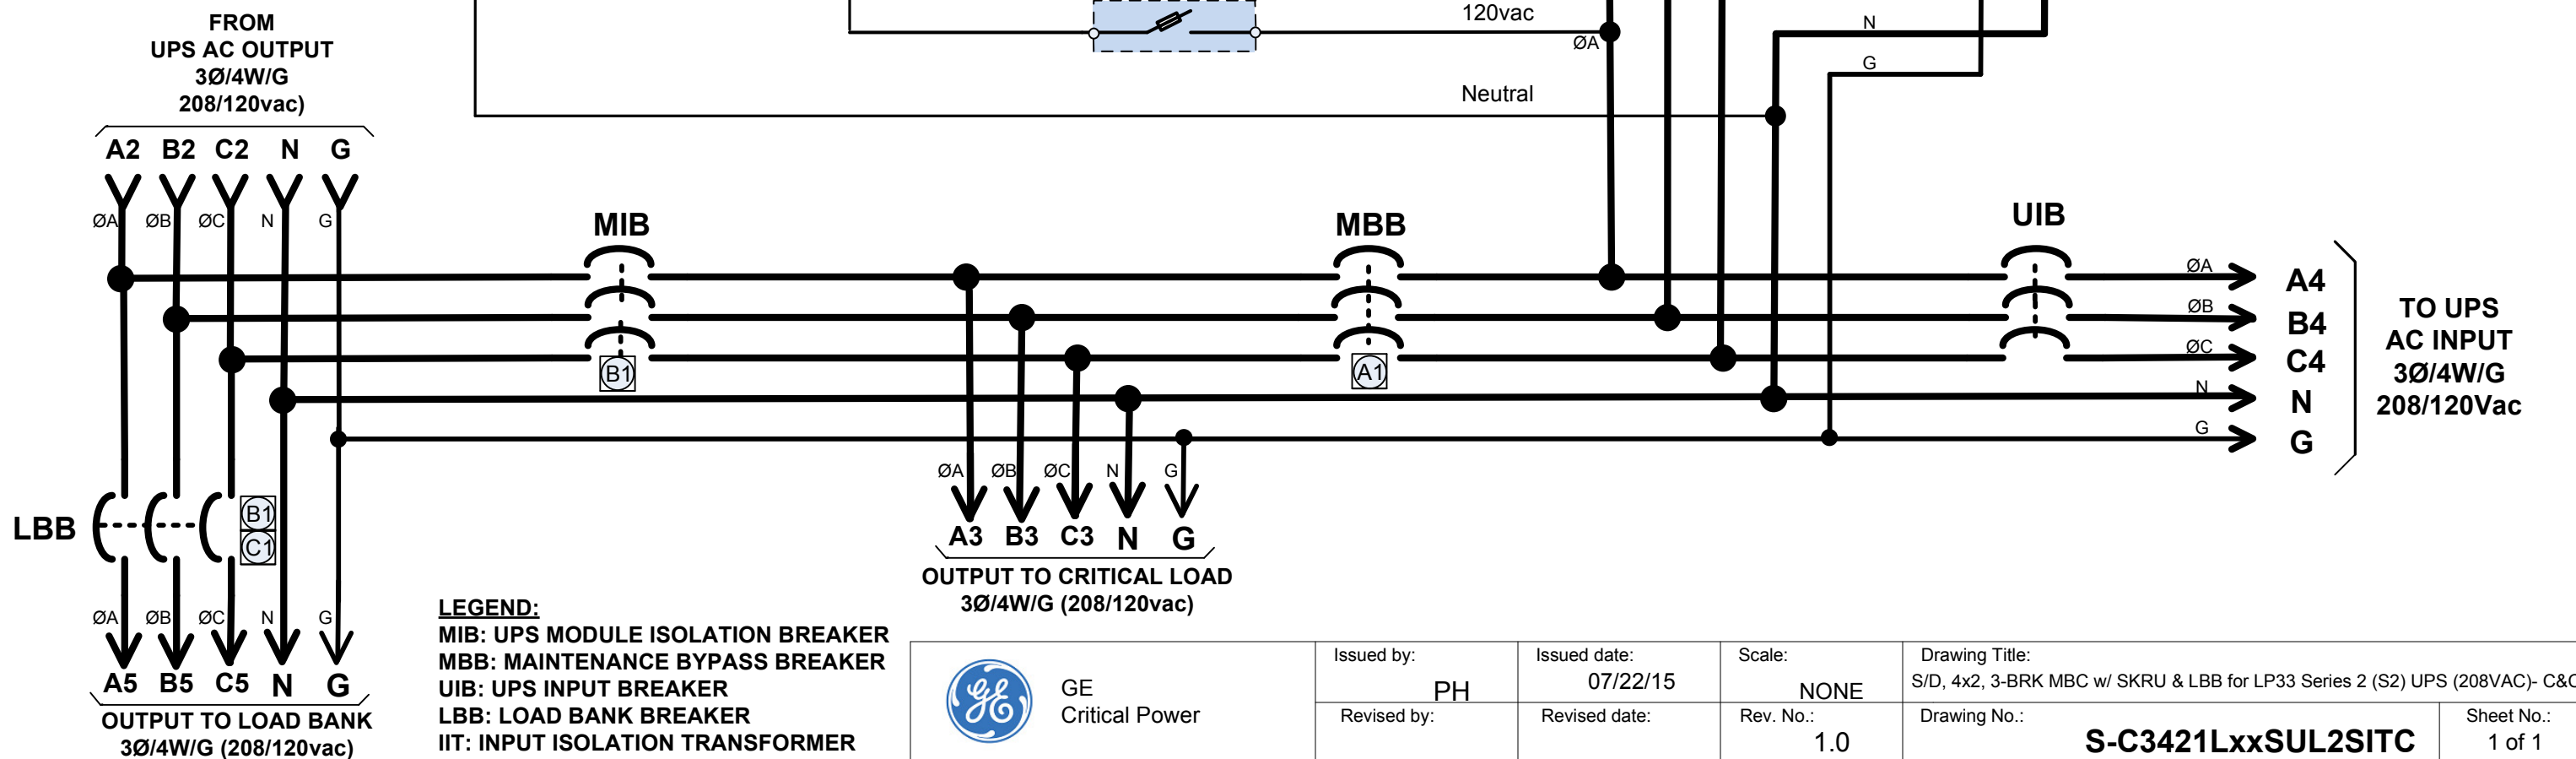 FROM
UPS AC OUTPUT
3Ø/4W/G
208/120vac)
A2 B2 C2 N G
ØA ØB ØC N G
120vac
ØA
Neutral
N
G
MIB
MBB
UIB
B1
A1
ØA A4
ØB B4
ØC C4
N N
G G
TO UPS
AC INPUT
3Ø/4W/G
208/120Vac
LBB
B1
C1
ØA ØB ØC N G
A5 B5 C5 N G
OUTPUT TO LOAD BANK
3Ø/4W/G (208/120vac)
ØA ØB ØC N G
A3 B3 C3 N G
OUTPUT TO CRITICAL LOAD
3Ø/4W/G (208/120vac)
LEGEND:
MIB: UPS MODULE ISOLATION BREAKER
MBB: MAINTENANCE BYPASS BREAKER
UIB: UPS INPUT BREAKER
LBB: LOAD BANK BREAKER
IIT: INPUT ISOLATION TRANSFORMER
GE
GE
Critical Power
Issued by:
PH
Issued date:
07/22/15
Scale:
NONE
Drawing Title:
S/D, 4x2, 3-BRK MBC w/ SKRU & LBB for LP33 Series 2 (S2) UPS (208VAC)- C&C
Revised by:
Revised date:
Rev. No.:
1.0
Drawing No.:
S-C3421LxxSUL2SITC
Sheet No.:
1 of 1